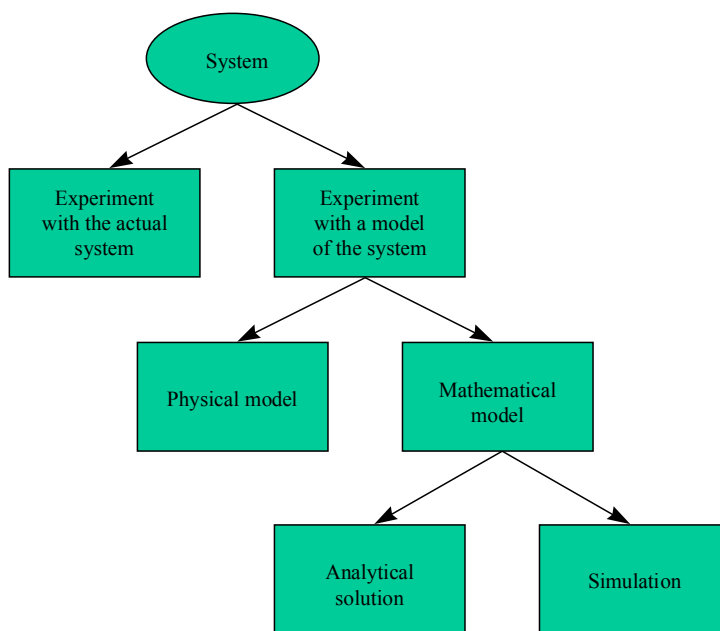 System
Experiment
with the actual
system
Experiment
with a model
of the system
Physical model
Mathematical
model
Analytical
solution
Simulation